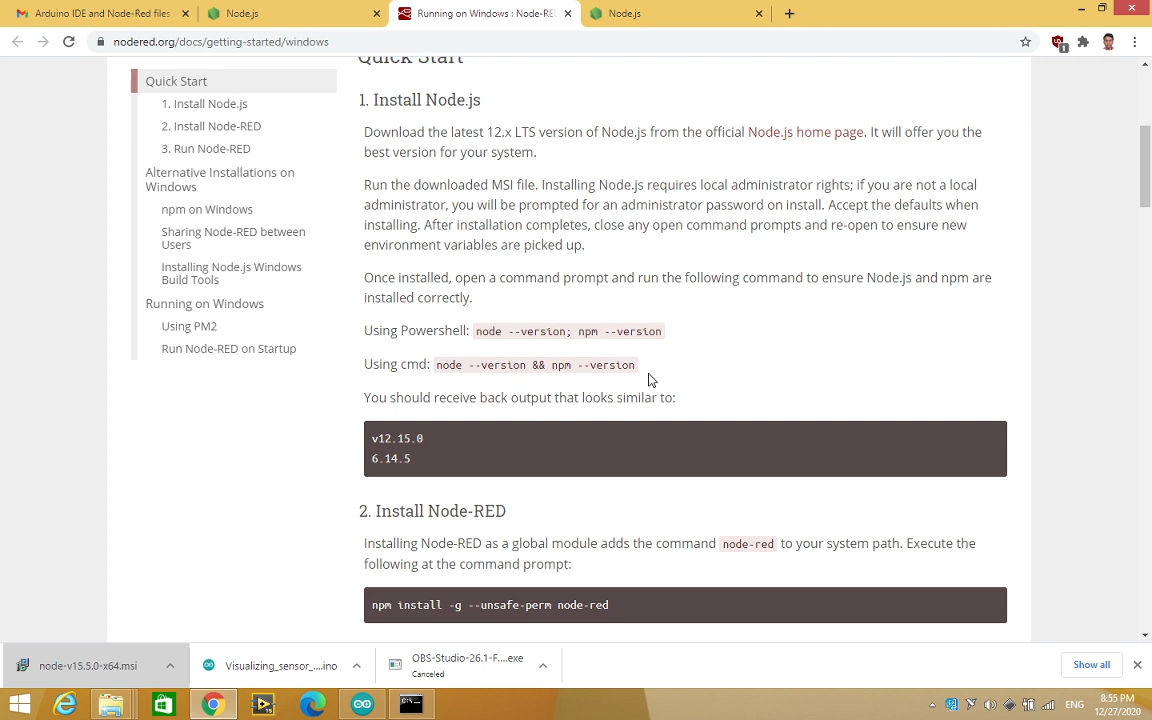 Arduino IDE and Node-Red files
Node.js
Running on Windows : Node-RE
Node.js
nodered.org/docs/getting-started/windows
1
Quick Start
1. Install Node.js
2. Install Node-RED
3. Run Node-RED
Alternative Installations on
Windows
npm on Windows
Sharing Node-RED between
Users
Installing Node.js Windows
Build Tools
Running on Windows
Using PM2
Run Node-RED on Startup
Quick Start
1. Install Node.js
Download the latest 12.x LTS version of Node.js from the official Node.js home page. It will offer you the
best version for your system.
Run the downloaded MSI file. Installing Node.js requires local administrator rights; if you are not a local
administrator, you will be prompted for an administrator password on install. Accept the defaults when
installing. After installation completes, close any open command prompts and re-open to ensure new
environment variables are picked up.
Once installed, open a command prompt and run the following command to ensure Node.js and npm are
installed correctly.
Using Powershell: node --version; npm --version
Using cmd: node --version && npm --version
You should receive back output that looks similar to:
v12.15.0
6.14.5
2. Install Node-RED
Installing Node-RED as a global module adds the command node-red to your system path. Execute the
following at the command prompt:
npm install -g --unsafe-perm node-red
node-v15.5.0-x64.msi
Visualizing_sensor_....ino
OBS-Studio-26.1-F....exe
Canceled
Show all
15
ENG
8:55 PM
12/27/2020